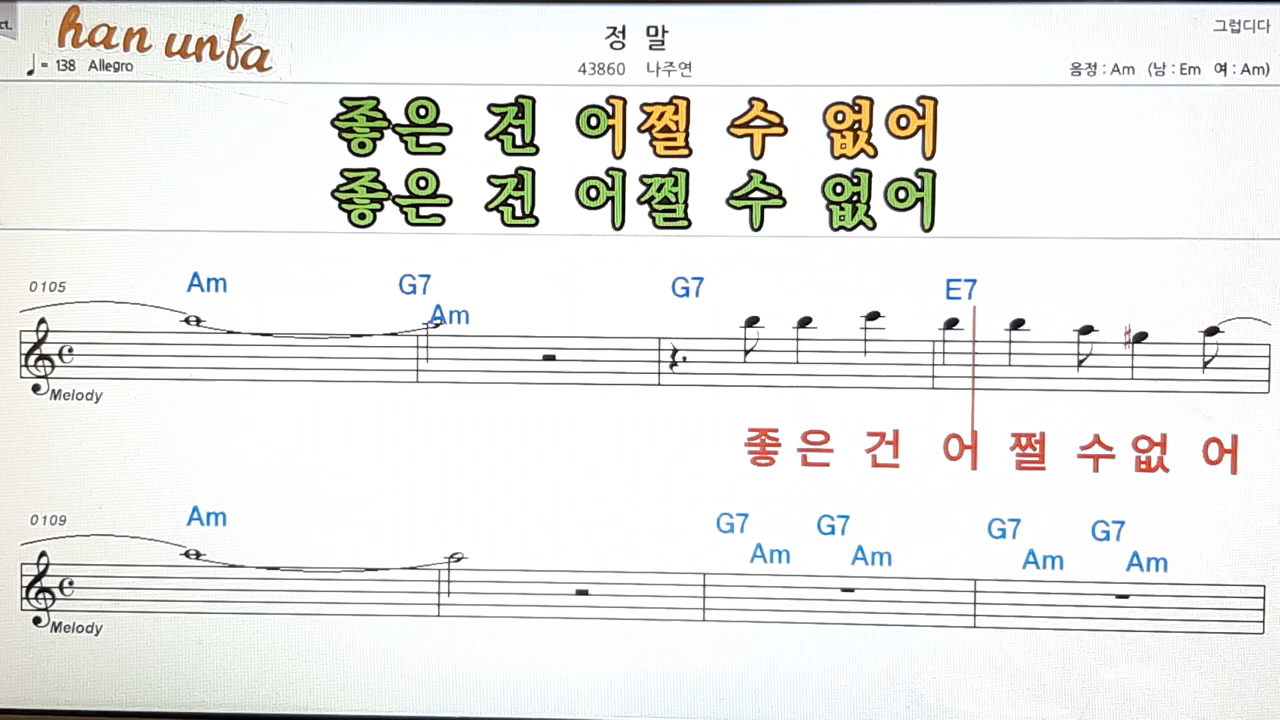 ct.
han unka
정 말
그럽디다
♩= 138 Allegro
43860 나주연
음정 : Am (남 : Em 여 : Am)
좋은 건 어쩔 수 없어
좋은 건 어쩔 수 없어
0105
Am G7 Am G7 E7
Melody
좋 은 건 어 쩔 수 없 어
0109
Am G7 Am G7 Am G7 Am G7 Am
Melody